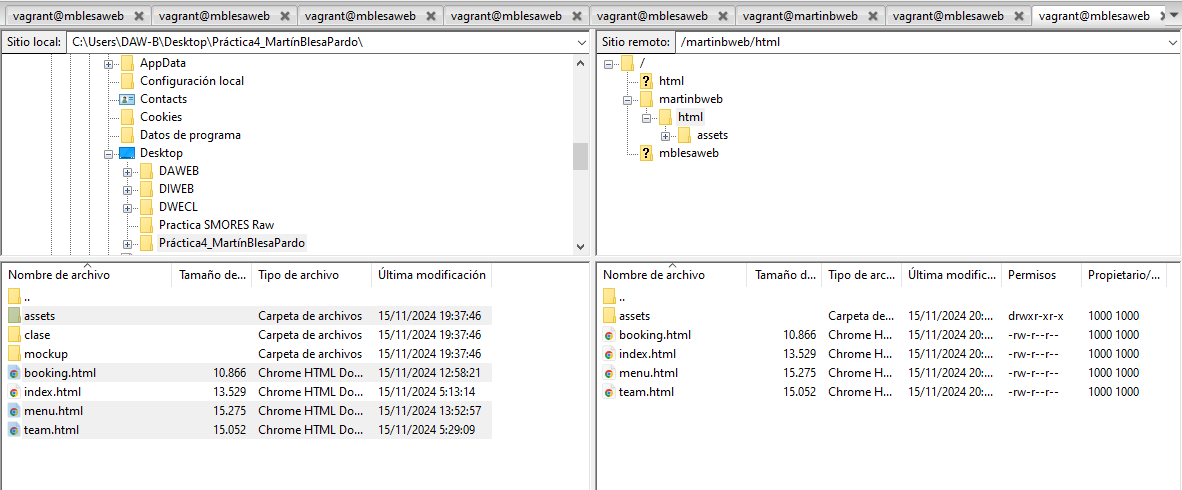 vagrant@mblesaweb vagrant@mblesaweb vagrant@mblesaweb vagrant@mblesaweb vagrant@mblesaweb vagrant@martinbweb vagrant@mblesaweb vagrant@mblesaweb
Sitio local: C:\Users\DAW-B\Desktop\Práctica4_MartínBlesaPardo\
AppData
Configuración local
Contacts
Cookies
Datos de programa
Desktop
DAWEB
DIWEB
DWECL
Practica SMORES Raw
Práctica4_MartínBlesaPardo
Sitio remoto: /martinbweb/html
/
html
martinbweb
html
assets
mblesaweb
Nombre de archivo Tamaño de... Tipo de archivo Última modificación
..
assets Carpeta de archivos 15/11/2024 19:37:46
clase Carpeta de archivos 15/11/2024 19:37:46
mockup Carpeta de archivos 15/11/2024 19:37:46
booking.html 10.866 Chrome HTML Do... 15/11/2024 12:58:21
index.html 13.529 Chrome HTML Do... 15/11/2024 5:13:14
menu.html 15.275 Chrome HTML Do... 15/11/2024 13:52:57
team.html 15.052 Chrome HTML Do... 15/11/2024 5:29:09
Nombre de archivo Tamaño d... Tipo de arc... Última modific... Permisos Propietario/...
..
assets Carpeta de... 15/11/2024 20:... drwxr-xr-x 1000 1000
booking.html 10.866 Chrome H... 15/11/2024 20:... -rw-r--r-- 1000 1000
index.html 13.529 Chrome H... 15/11/2024 20:... -rw-r--r-- 1000 1000
menu.html 15.275 Chrome H... 15/11/2024 20:... -rw-r--r-- 1000 1000
team.html 15.052 Chrome H... 15/11/2024 20:... -rw-r--r-- 1000 1000